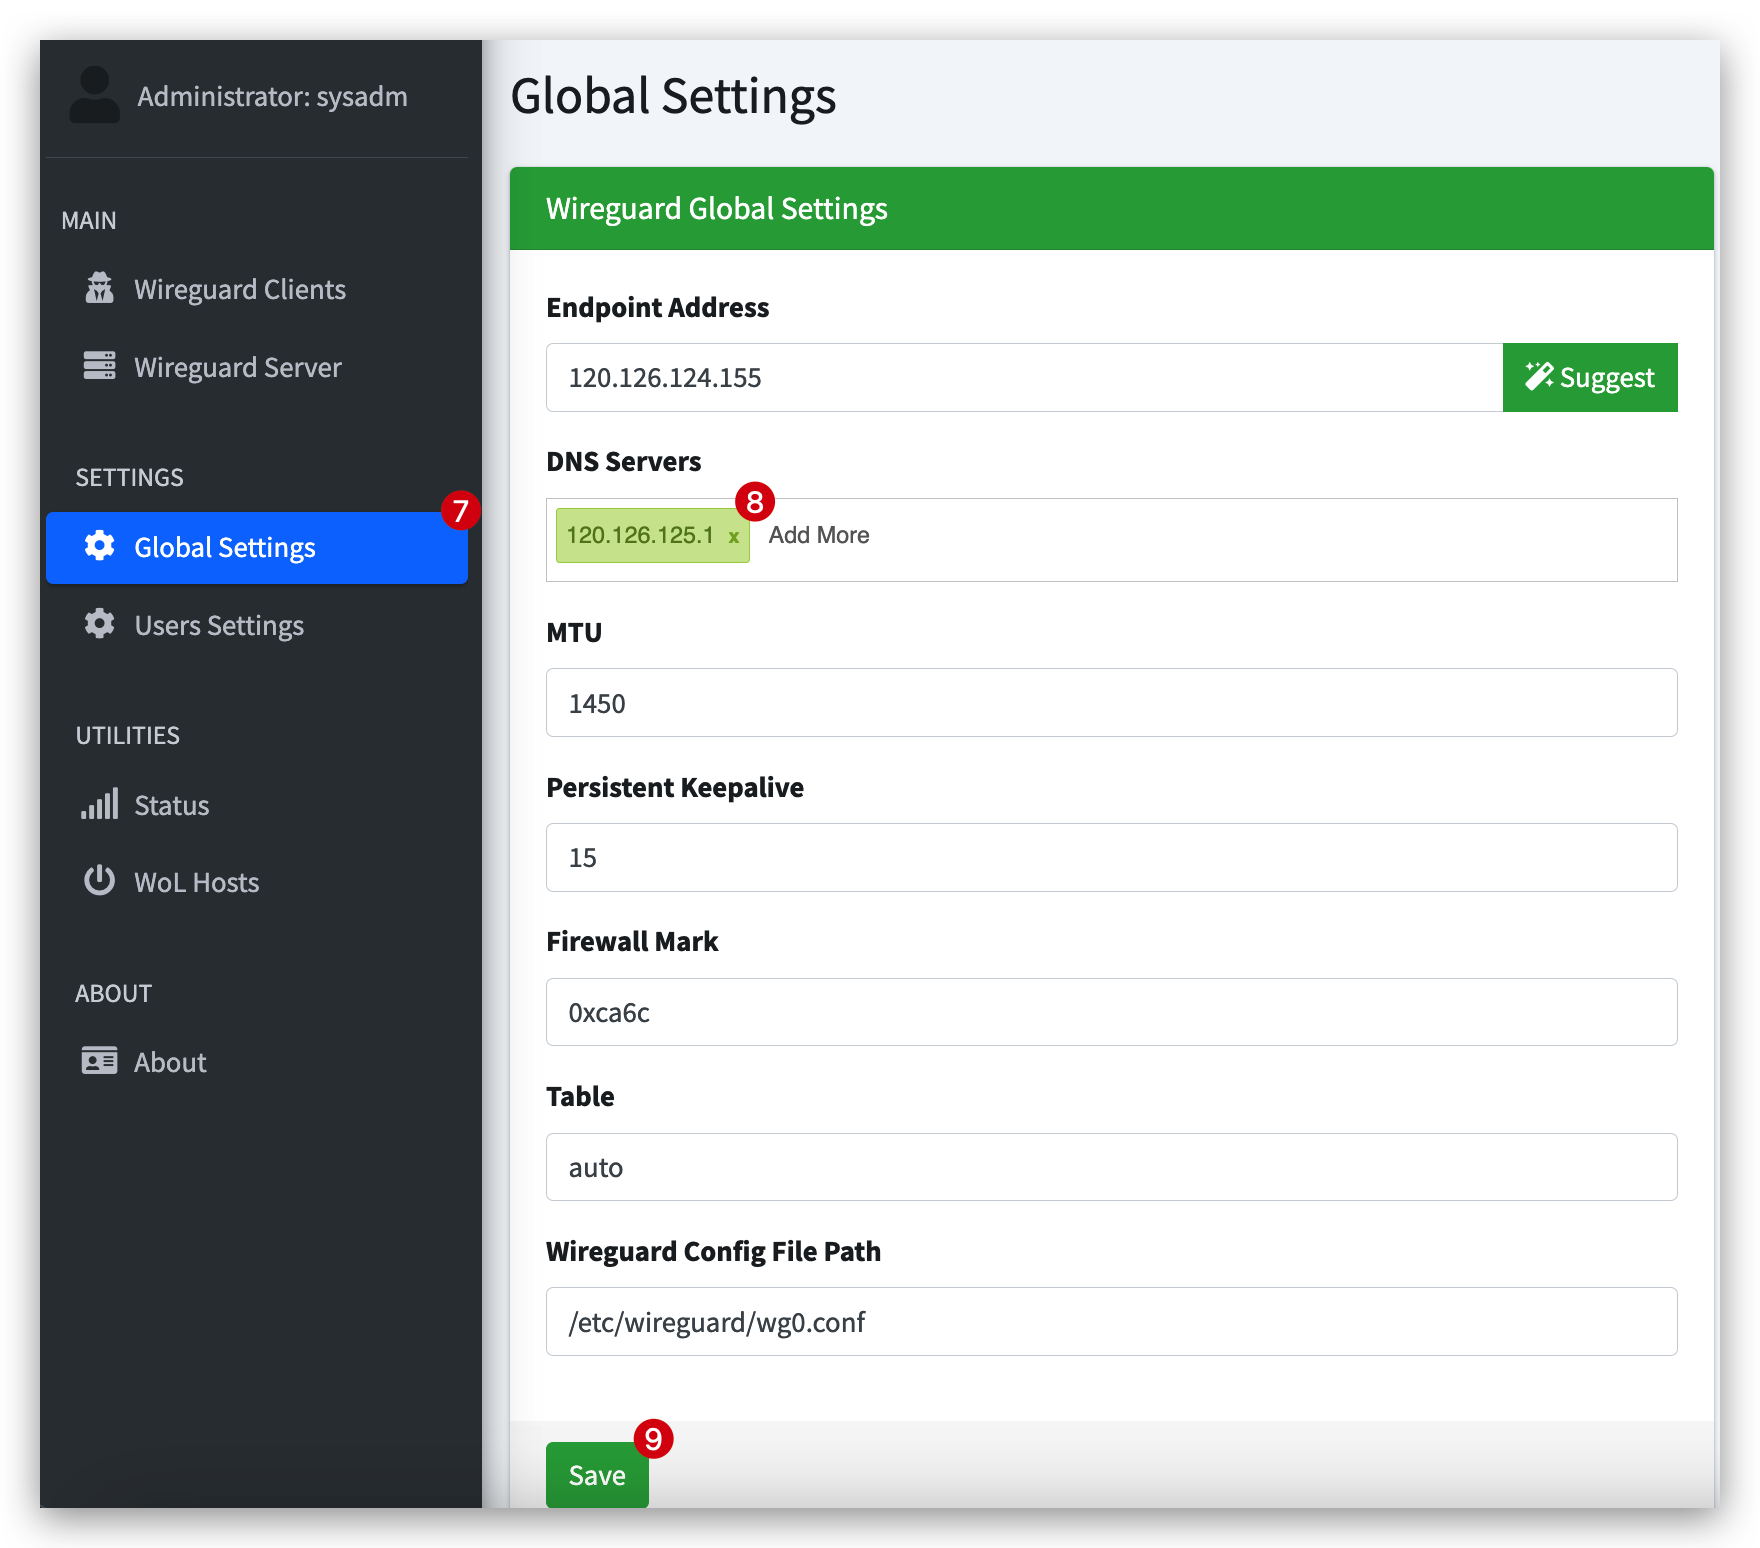 Administrator: sysadm
MAIN
Wireguard Clients
Wireguard Server
SETTINGS
7
Global Settings
Users Settings
UTILITIES
Status
WoL Hosts
ABOUT
About
Global Settings
Wireguard Global Settings
Endpoint Address
120.126.124.155
Suggest
DNS Servers
8
120.126.125.1 x Add More
MTU
1450
Persistent Keepalive
15
Firewall Mark
0xca6c
Table
auto
Wireguard Config File Path
/etc/wireguard/wg0.conf
9
Save